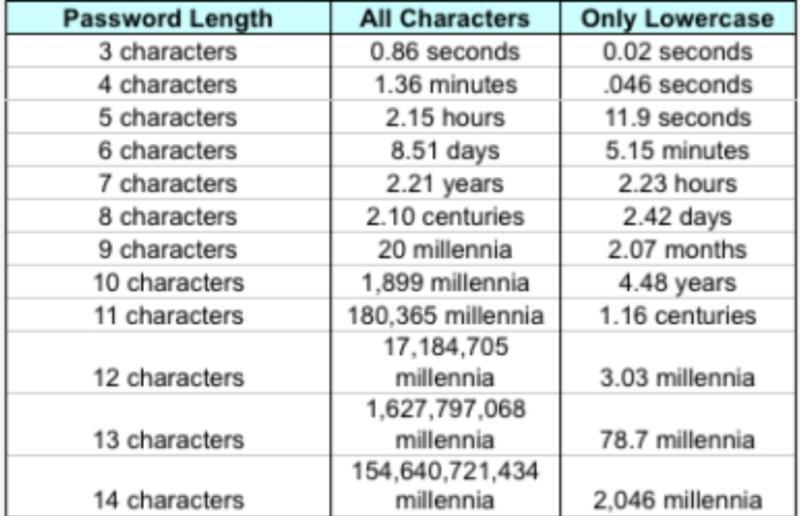 Password Length All Characters Only Lowercase
3 characters 0.86 seconds 0.02 seconds
4 characters 1.36 minutes .046 seconds
5 characters 2.15 hours 11.9 seconds
6 characters 8.51 days 5.15 minutes
7 characters 2.21 years 2.23 hours
8 characters 2.10 centuries 2.42 days
9 characters 20 millennia 2.07 months
10 characters 1,899 millennia 4.48 years
11 characters 180,365 millennia 1.16 centuries
17,184,705
12 characters millennia 3.03 millennia
1,627,797,068
13 characters millennia 78.7 millennia
154,640,721,434
14 characters millennia 2,046 millennia